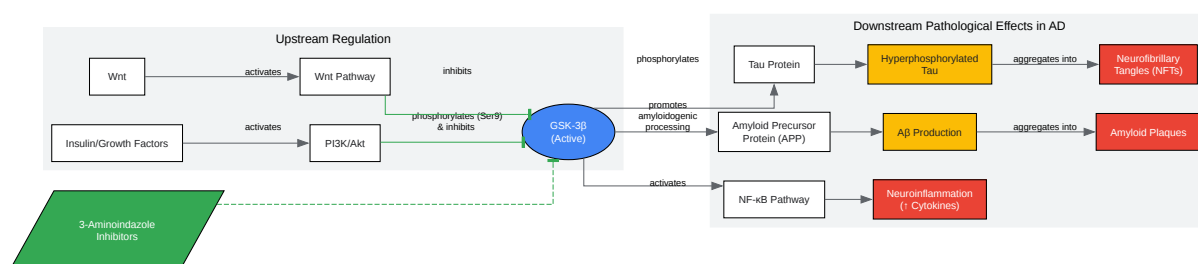 Upstream Regulation
Wnt
activates
Wnt Pathway
inhibits
Insulin/Growth Factors
activates
PI3K/Akt
phosphorylates (Ser9)
& inhibits
GSK-3β
(Active)
3-Aminoindazole
Inhibitors
Downstream Pathological Effects in AD
phosphorylates
Tau Protein
Hyperphosphorylated
Tau
aggregates into
Neurofibrillary
Tangles (NFTs)
promotes
amyloidogenic
processing
Amyloid Precursor
Protein (APP)
Aβ Production
aggregates into
Amyloid Plaques
activates
NF-κB Pathway
Neuroinflammation
(↑ Cytokines)